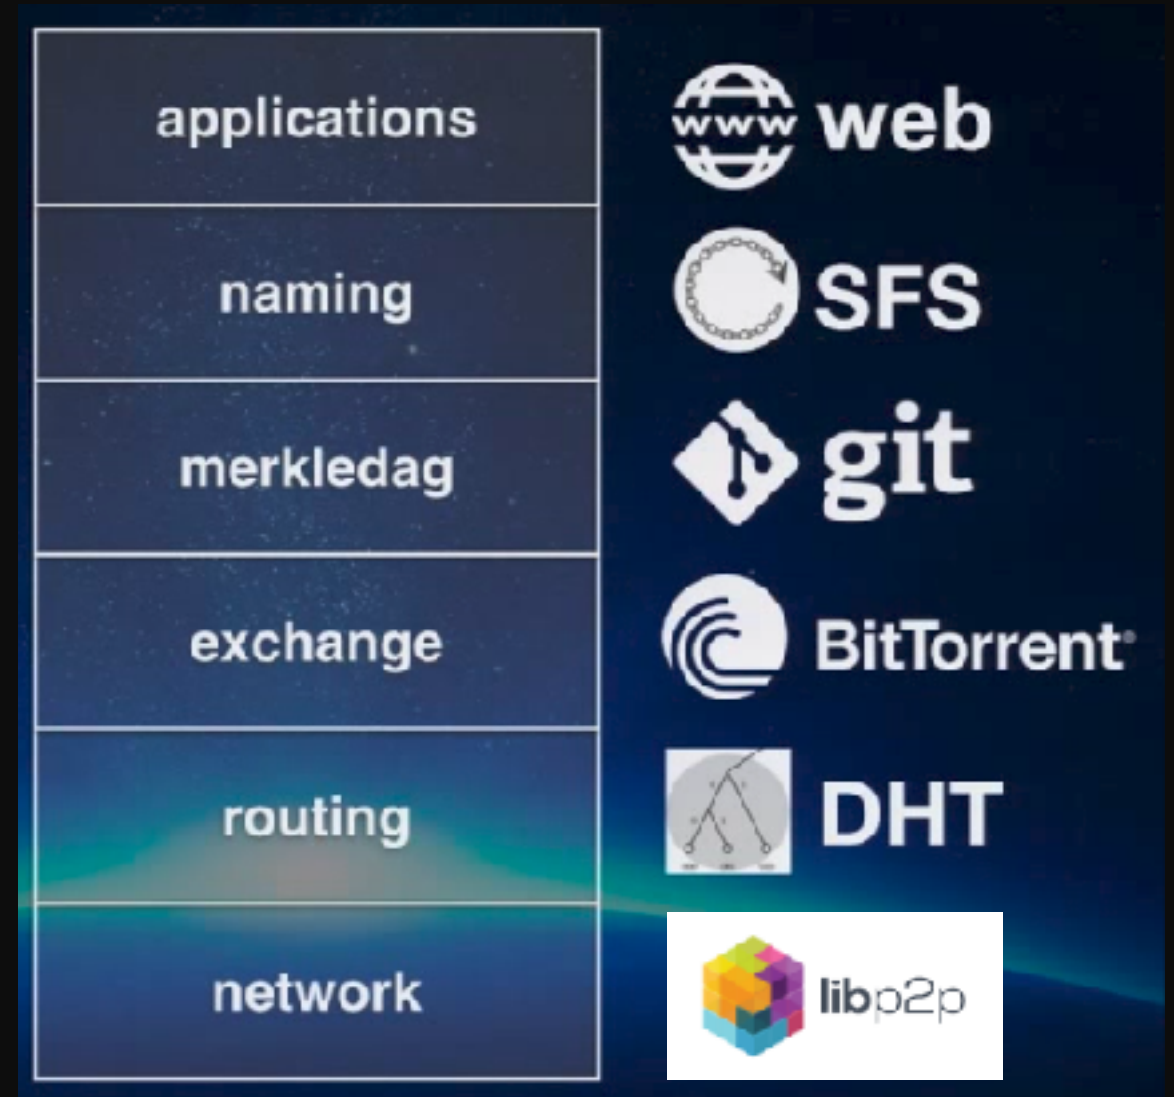 applications
www web
naming
SFS
merkledag
git
exchange
BitTorrent®
routing
DHT
network
libp2p